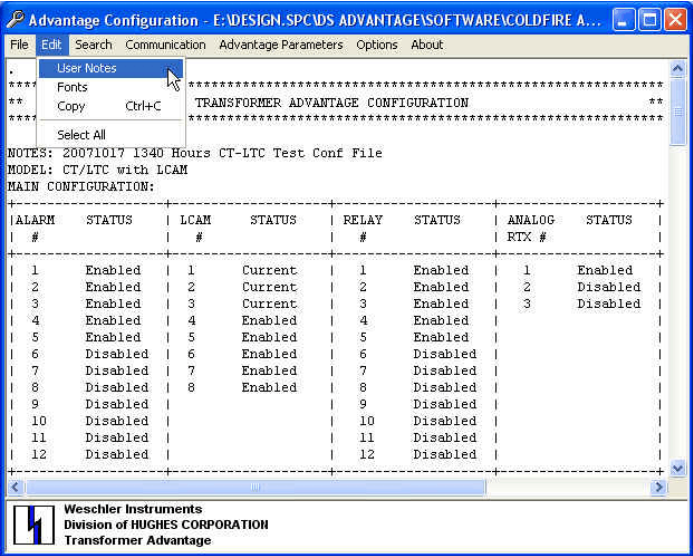 Advantage Configuration - E:\DESIGN.SPC\DS ADVANTAGE\SOFTWARE\COLDFIRE A...
File Edit Search Communication Advantage Parameters Options About
User Notes
Fonts
Copy Ctrl+C
Select All
** TRANSFORMER ADVANTAGE CONFIGURATION **
NOTES: 20071017 1340 Hours CT-LTC Test Conf File
MODEL: CT/LTC with LCAM
MAIN CONFIGURATION:
|ALARM STATUS | LCAM STATUS | RELAY STATUS | ANALOG STATUS |
| # | # | # | RTX # |
| 1 Enabled | 1 Current | 1 Enabled | 1 Enabled |
| 2 Enabled | 2 Current | 2 Enabled | 2 Disabled |
| 3 Enabled | 3 Current | 3 Enabled | 3 Disabled |
| 4 Enabled | 4 Enabled | 4 Enabled | |
| 5 Enabled | 5 Enabled | 5 Enabled | |
| 6 Disabled | 6 Enabled | 6 Disabled | |
| 7 Disabled | 7 Enabled | 7 Disabled | |
| 8 Disabled | 8 Enabled | 8 Disabled | |
| 9 Disabled | | 9 Disabled | |
| 10 Disabled | | 10 Disabled | |
| 11 Disabled | | 11 Disabled | |
| 12 Disabled | | 12 Disabled | |
Weschler Instruments
Division of HUGHES CORPORATION
Transformer Advantage